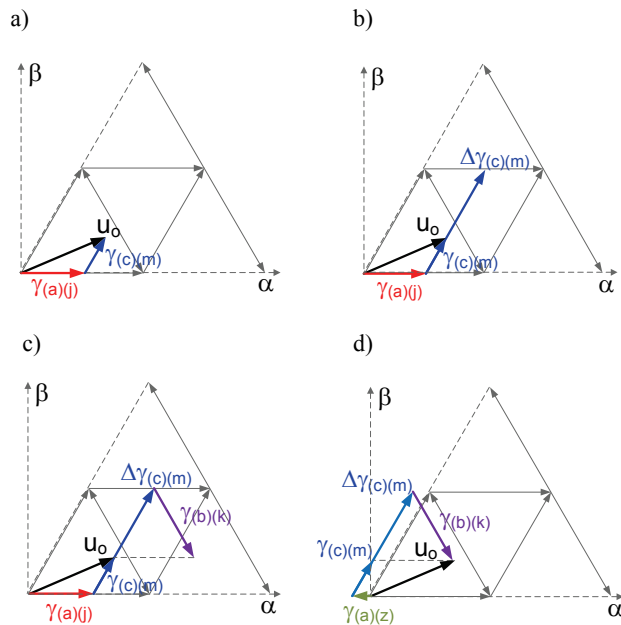 a)
β
u₀
γ(c)(m)
γ(a)(j)
α
b)
β
Δγ(c)(m)
u₀
γ(c)(m)
γ(a)(j)
α
c)
β
Δγ(c)(m)
γ(b)(k)
u₀
γ(c)(m)
γ(a)(j)
α
d)
β
Δγ(c)(m)
γ(b)(k)
γ(c)(m)
u₀
γ(a)(z)
α